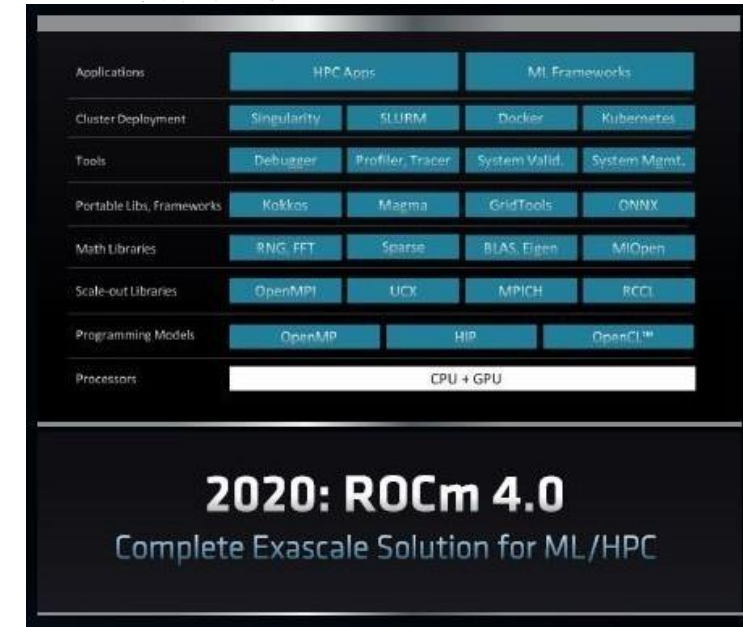 Applications HPC Apps ML Frameworks
Cluster Deployment Singularity SLURM Docker Kubernetes
Tools Debugger Profiler, Tracer System Valid. System Mgmt.
Portable Libs, Frameworks Kokkos Magma GridTools ONNX
Math Libraries RNG, FFT Sparse BLAS, Eigen MIOpen
Scale-out Libraries OpenMPI UCX MPICH RCCL
Programming Models OpenMP HIP OpenCL™
Processors CPU + GPU
2020: ROCm 4.0
Complete Exascale Solution for ML/HPC